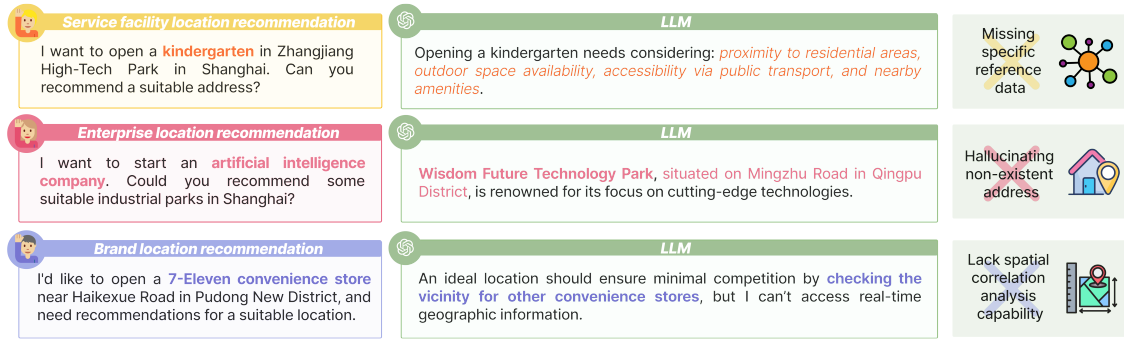 Service facility location recommendation
I want to open a kindergarten in Zhangjiang
High-Tech Park in Shanghai. Can you
recommend a suitable address?
LLM
Opening a kindergarten needs considering: proximity to residential areas,
outdoor space availability, accessibility via public transport, and nearby
amenities.
Missing
specific
reference
data
Enterprise location recommendation
I want to start an artificial intelligence
company. Could you recommend some
suitable industrial parks in Shanghai?
LLM
Wisdom Future Technology Park, situated on Mingzhu Road in Qingpu
District, is renowned for its focus on cutting-edge technologies.
Hallucinating
non-existent
address
Brand location recommendation
I'd like to open a 7-Eleven convenience store
near Haikexue Road in Pudong New District, and
need recommendations for a suitable location.
LLM
An ideal location should ensure minimal competition by checking the
vicinity for other convenience stores, but I can't access real-time
geographic information.
Lack spatial
correlation
analysis
capability